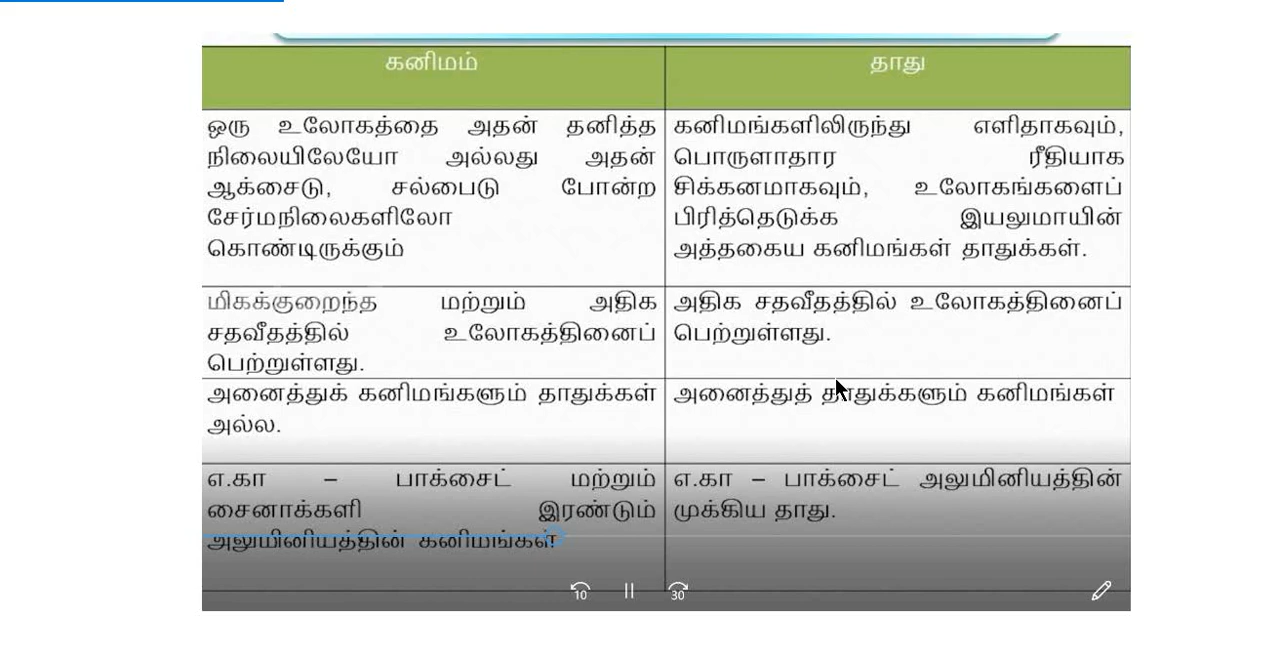 கனிமம்
தாது
ஒரு உலோகத்தை அதன் தனித்த
நிலையிலேயோ அல்லது அதன்
ஆக்சைடு, சல்பைடு போன்ற
சேர்மநிலைகளிலோ
கொண்டிருக்கும்
கனிமங்களிலிருந்து எளிதாகவும்,
பொருளாதார ரீதியாக
சிக்கனமாகவும், உலோகங்களைப்
பிரித்தெடுக்க இயலுமாயின்
அத்தகைய கனிமங்கள் தாதுக்கள்.
மிகக்குறைந்த மற்றும் அதிக
சதவீதத்தில் உலோகத்தினைப்
பெற்றுள்ளது.
அதிக சதவீதத்தில் உலோகத்தினைப்
பெற்றுள்ளது.
அனைத்துக் கனிமங்களும் தாதுக்கள்
அல்ல.
அனைத்துத் தாதுக்களும் கனிமங்கள்
எ.கா – பாக்சைட் மற்றும்
சைனாக்களி இரண்டும்
அலுமினியத்தின் கனிமங்கள்
எ.கா – பாக்சைட் அலுமினியத்தின்
முக்கிய தாது.
10
30